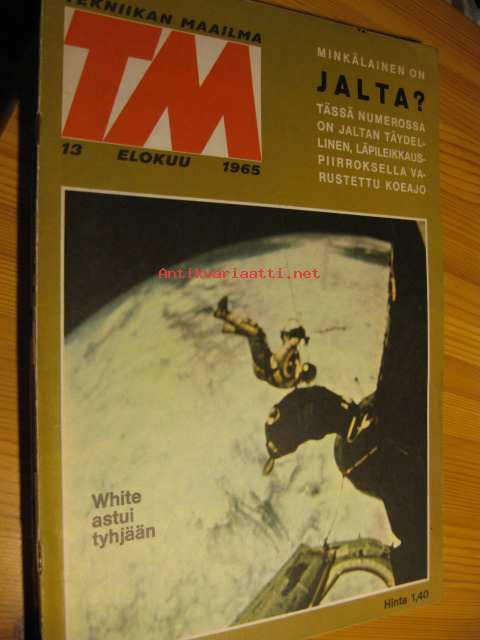 TEKNIIKAN MAAILMA
TM
13 ELOKUU 1965
MINKÄLAINEN ON
JALTA?
TÄSSÄ NUMEROSSA
ON JALTAN TÄYDEL-
LINEN, LÄPILEIKKAUS-
PIIRROKSELLA VA-
RUSTETTU KOEAJO
Antikvariaatti.net
White
astui
tyhjään
Hinta 1,40